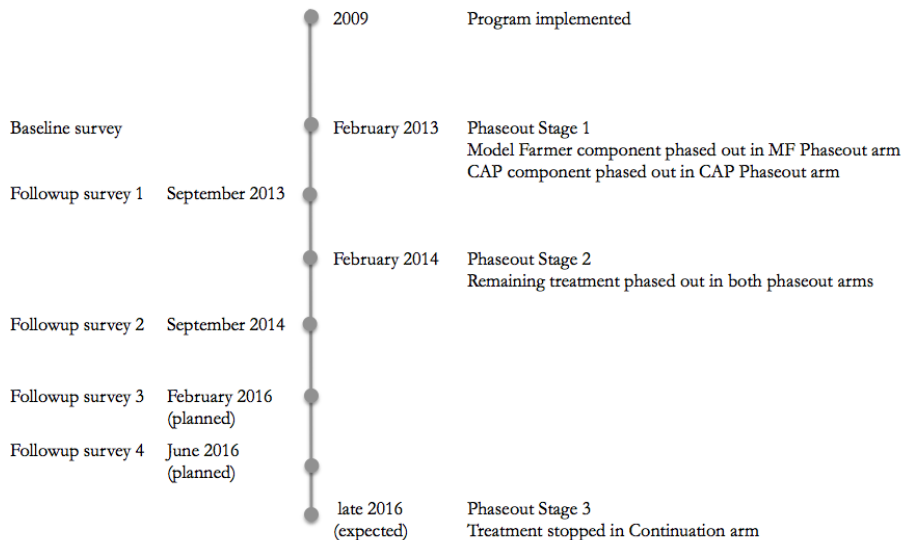 2009 Program implemented
Baseline survey February 2013 Phaseout Stage 1
Model Farmer component phased out in MF Phaseout arm
CAP component phased out in CAP Phaseout arm
Followup survey 1 September 2013
February 2014 Phaseout Stage 2
Remaining treatment phased out in both phaseout arms
Followup survey 2 September 2014
Followup survey 3 February 2016
(planned)
Followup survey 4 June 2016
(planned)
late 2016 Phaseout Stage 3
(expected) Treatment stopped in Continuation arm